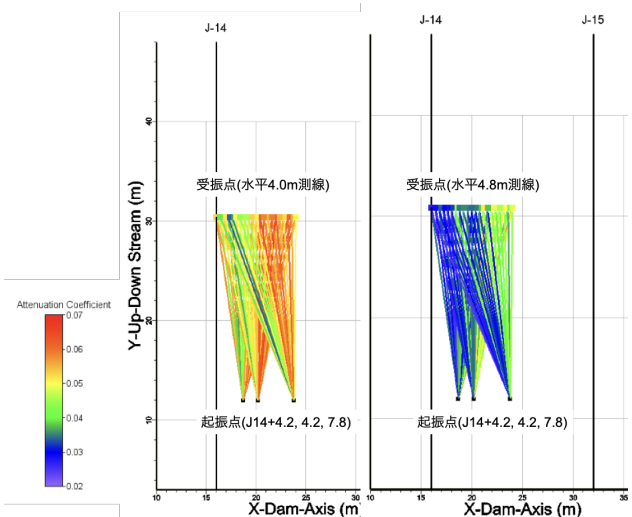 J-14
J-14
J-15
受振点(水平4.0m測線)
受振点(水平4.8m測線)
Y-Up-Down Stream (m)
40
30
20
10
Attenuation Coefficient
0.07
0.06
0.05
0.04
0.03
0.02
起振点(J14+4.2, 4.2, 7.8)
起振点(J14+4.2, 4.2, 7.8)
10
15
20
25
30
X-Dam-Axis (m)
10
15
20
25
30
35
X-Dam-Axis (m)